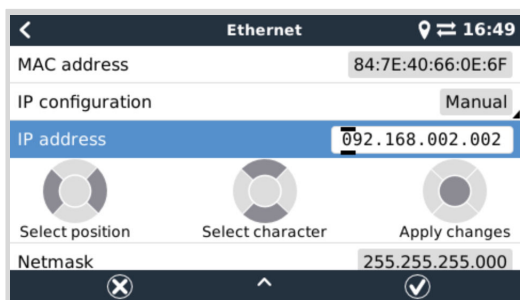 Ethernet 16:49
MAC address 84:7E:40:66:0E:6F
IP configuration Manual
IP address 092.168.002.002
Select position Select character Apply changes
Netmask 255.255.255.000